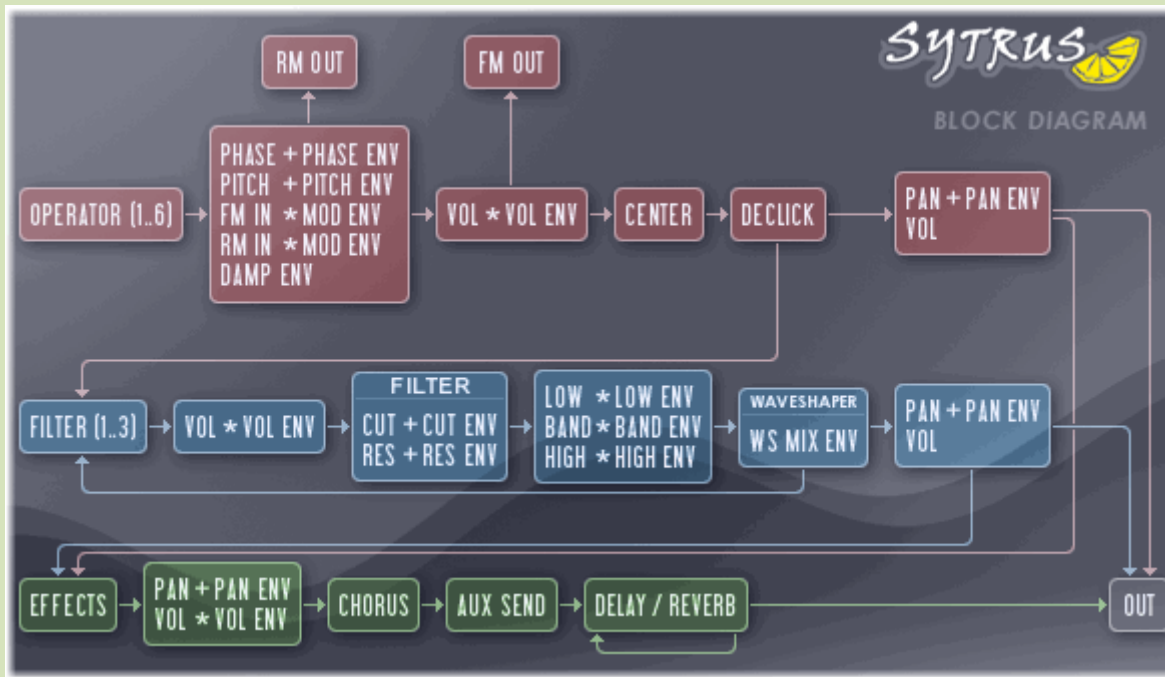 SYTRUS
BLOCK DIAGRAM
RM OUT
FM OUT
OPERATOR (1..6)
PHASE + PHASE ENV
PITCH + PITCH ENV
FM IN * MOD ENV
RM IN * MOD ENV
DAMP ENV
VOL * VOL ENV
CENTER
DECLICK
PAN + PAN ENV
VOL
FILTER (1..3)
VOL * VOL ENV
FILTER
CUT + CUT ENV
RES + RES ENV
LOW * LOW ENV
BAND * BAND ENV
HIGH * HIGH ENV
WAVESHAPER
WS MIX ENV
PAN + PAN ENV
VOL
EFFECTS
PAN + PAN ENV
VOL * VOL ENV
CHORUS
AUX SEND
DELAY / REVERB
OUT